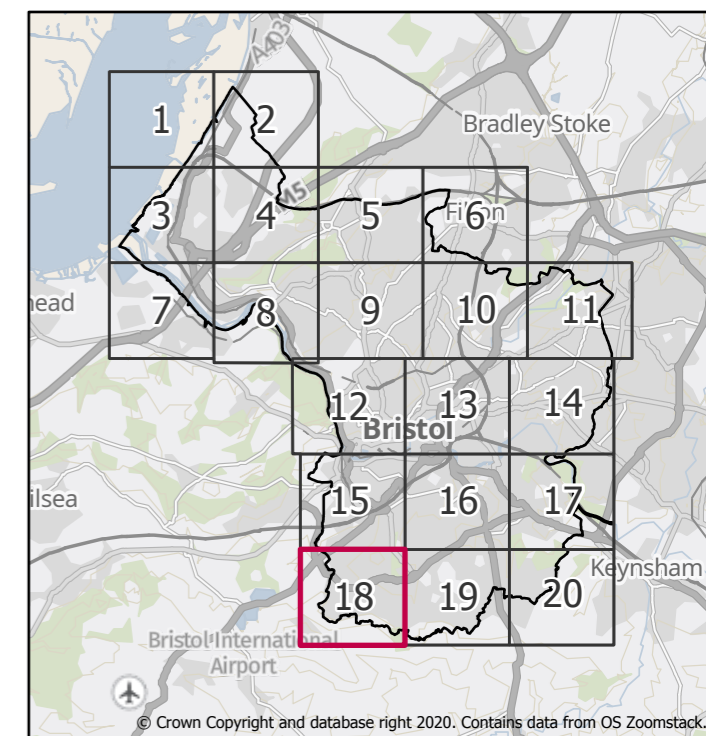 A403
1
2
Bradley Stoke
M5
3
4
5
6
Filton
head
7
8
9
10
11
12
13
14
Bristol
ilsea
15
16
17
Keynsham
18
19
20
Bristol International
Airport
© Crown Copyright and database right 2020. Contains data from OS Zoomstack.